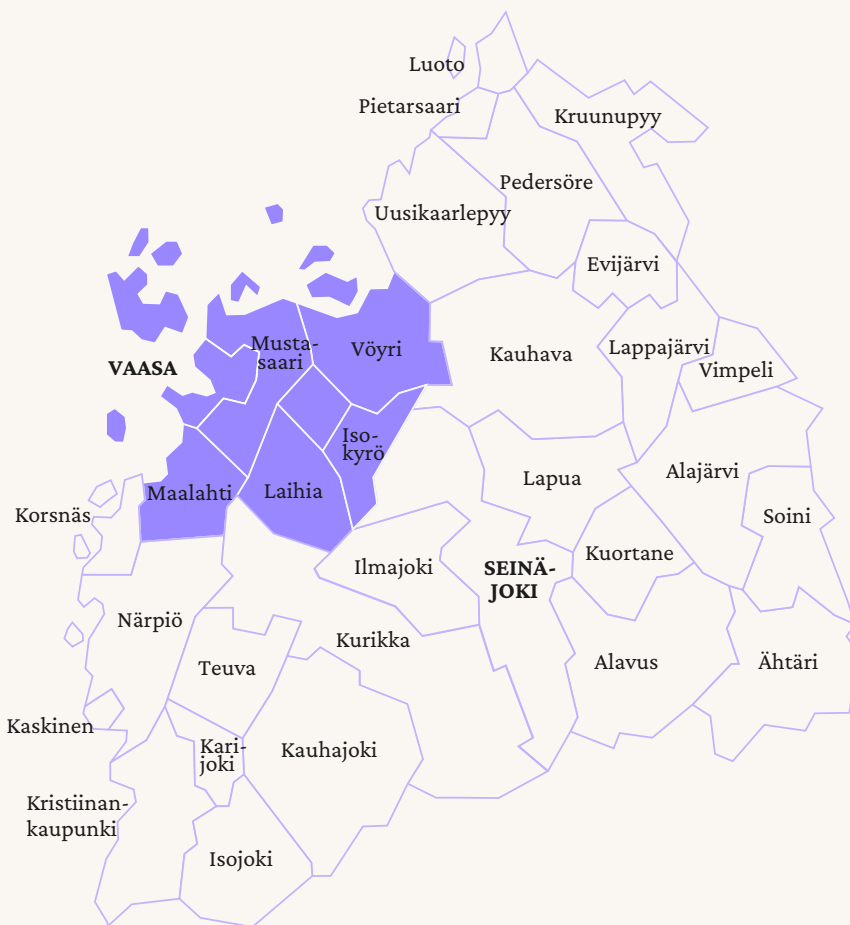 Luoto
Pietarsaari
Kruunupyy
Pedersöre
Uusikaarlepyy
Evijärvi
Musta-
saari
Vöyri
Kauhava
Lappajärvi
VAASA
Vimpeli
Iso-
kyrö
Maalahti
Laihia
Lapua
Alajärvi
Korsnäs
Soini
Ilmajoki
SEINÄ-
JOKI
Kuortane
Närpiö
Kurikka
Teuva
Alavus
Ähtäri
Kaskinen
Kari-
joki
Kauhajoki
Kristiinan-
kaupunki
Isojoki